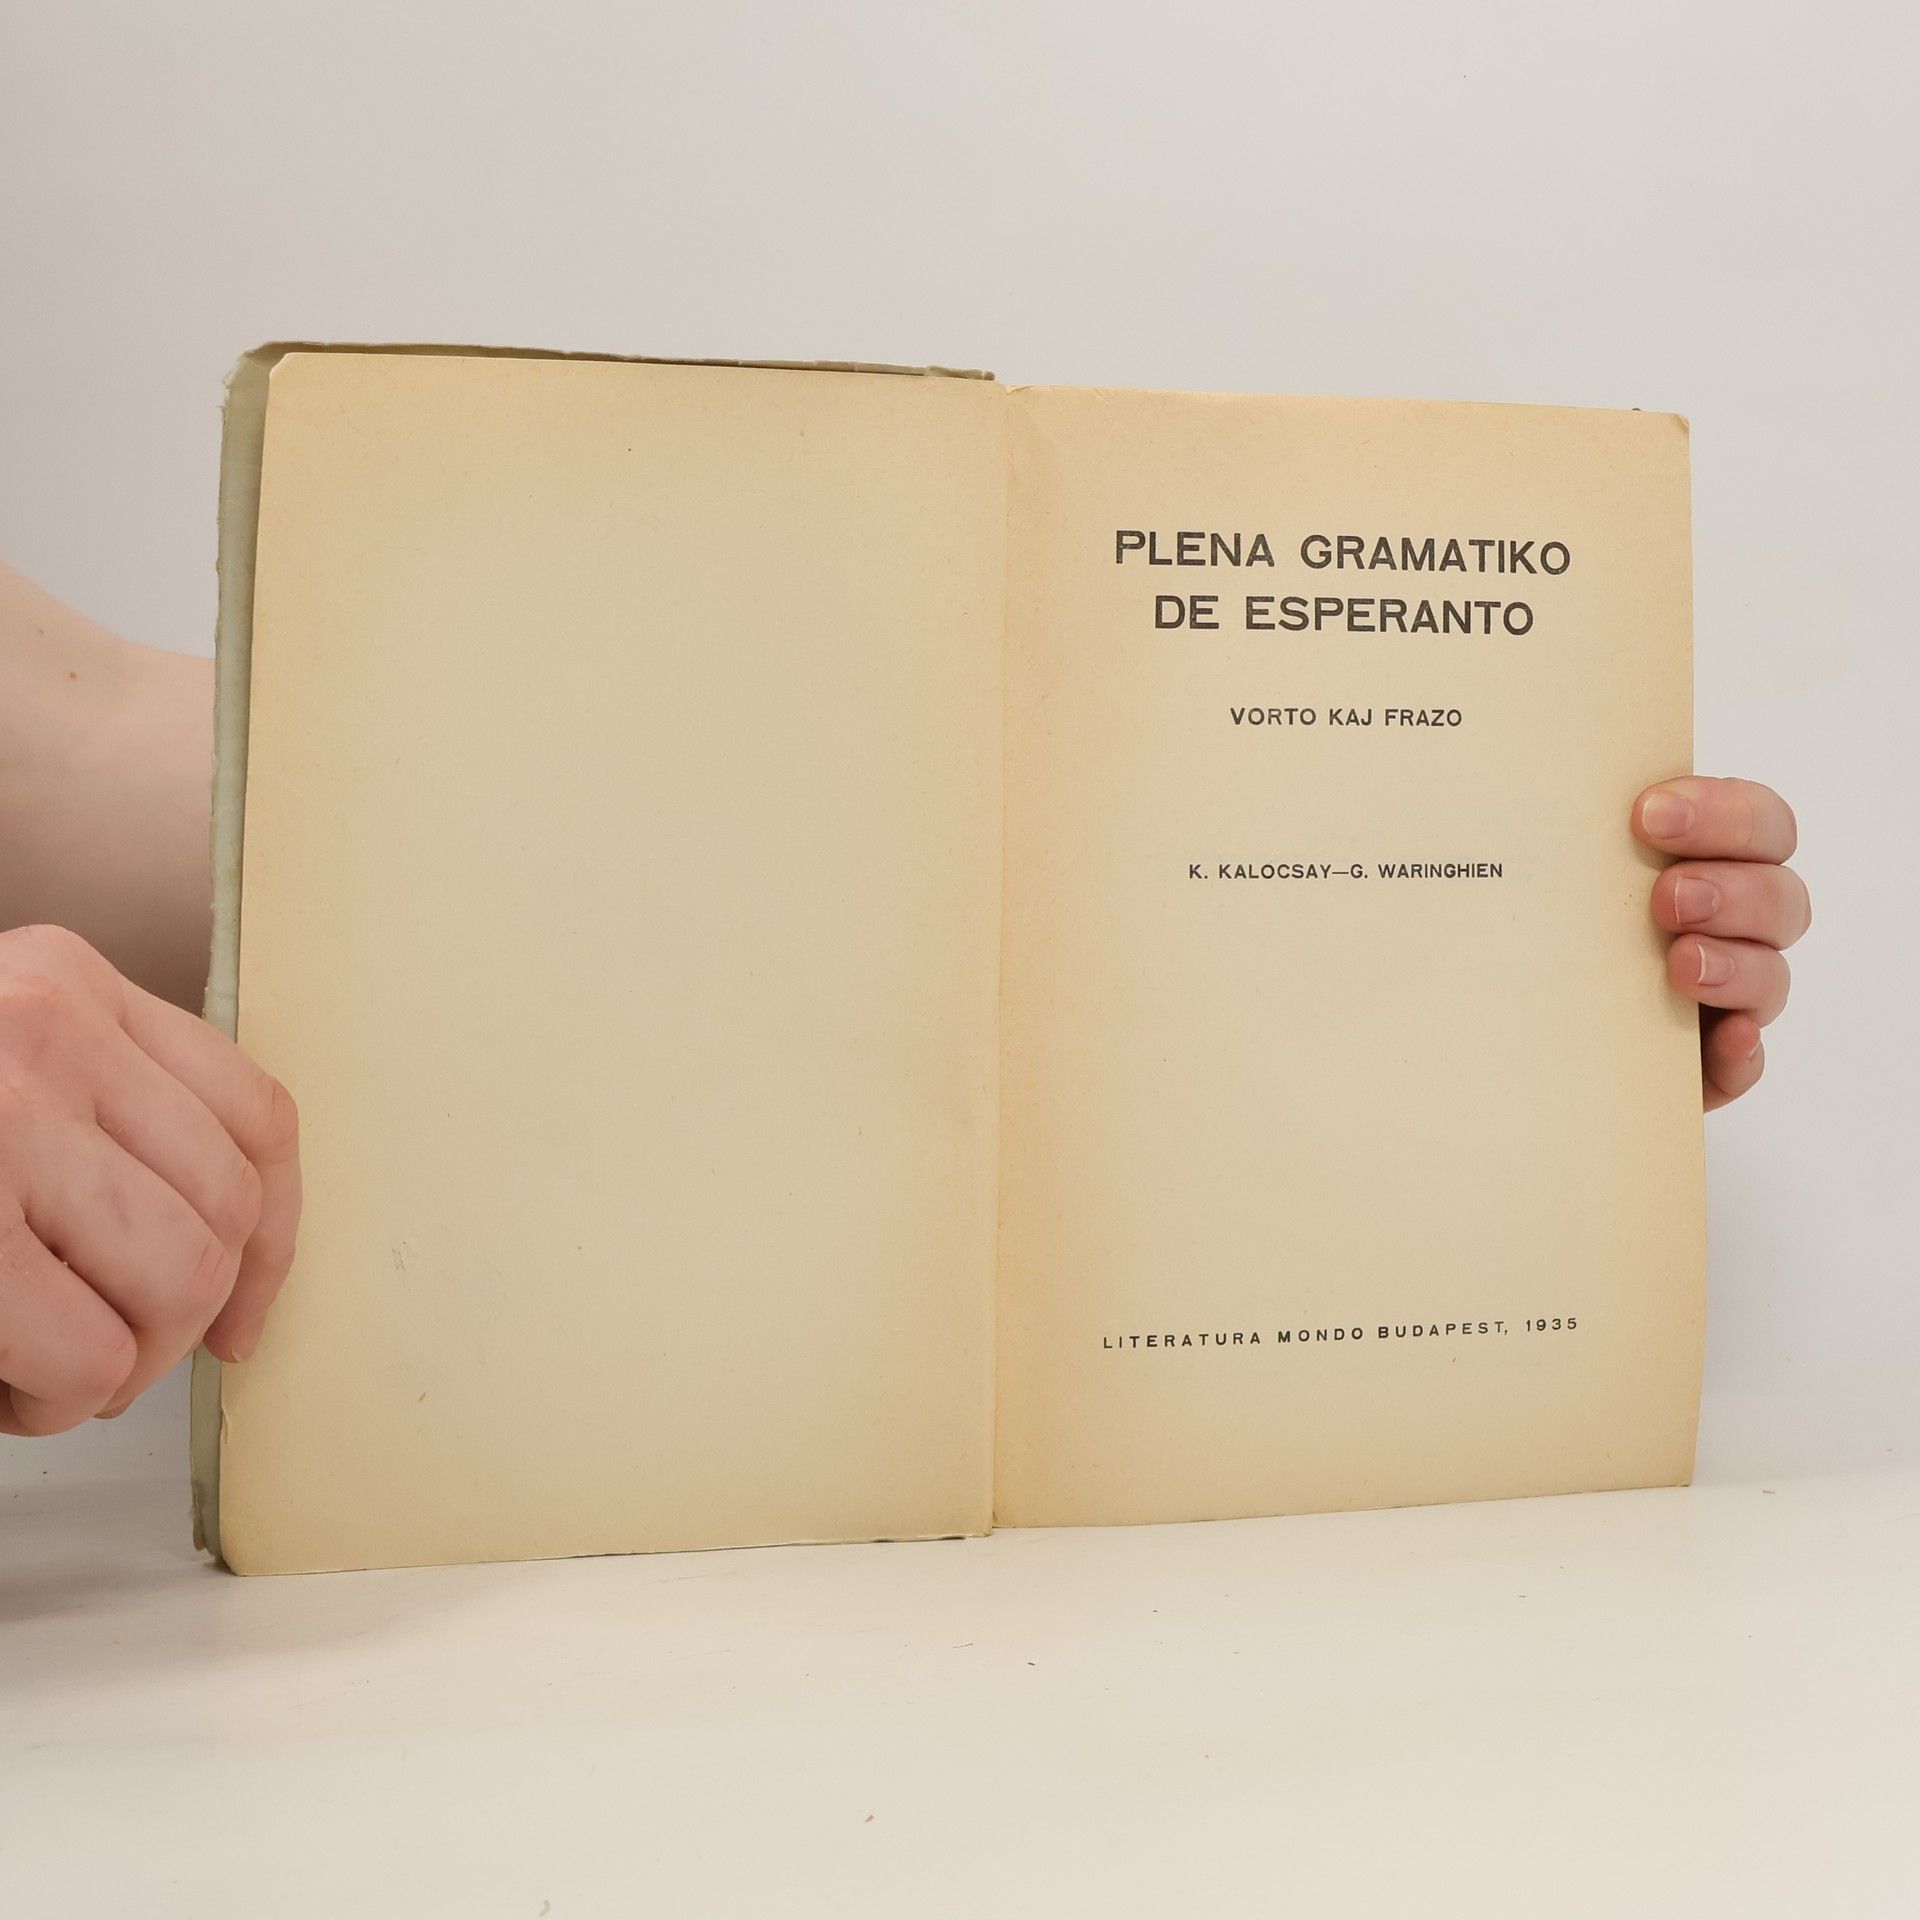 PLENA GRAMATIKO
DE ESPERANTO
VORTO KAJ FRAZO
K. KALOCSAY—G. WARINGHIEN
LITERATURA MONDO BUDAPEST, 1935